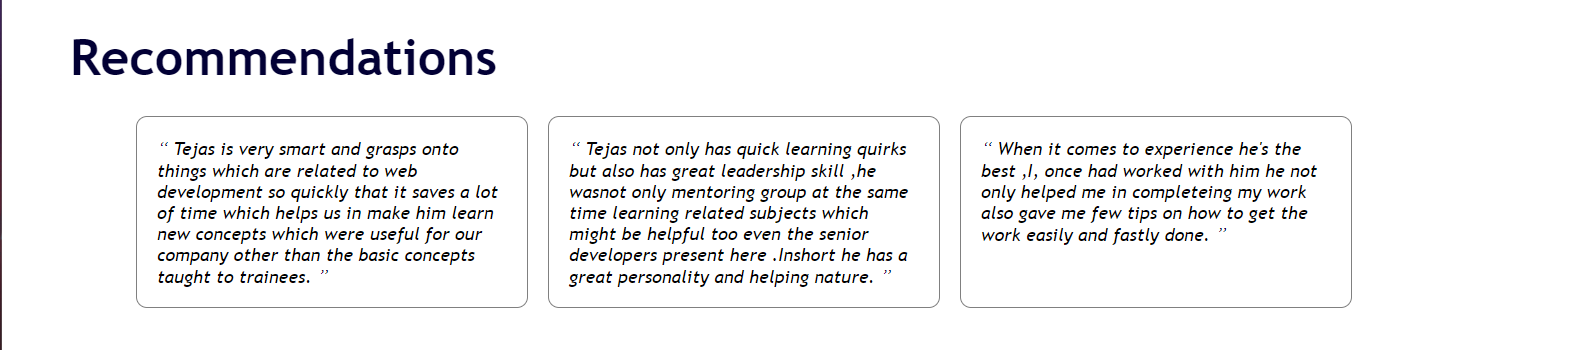 Recommendations
“ Tejas is very smart and grasps onto
things which are related to web
development so quickly that it saves a lot
of time which helps us in make him learn
new concepts which were useful for our
company other than the basic concepts
taught to trainees. ”
“ Tejas not only has quick learning quirks
but also has great leadership skill ,he
wasnot only mentoring group at the same
time learning related subjects which
might be helpful too even the senior
developers present here .Inshort he has a
great personality and helping nature. ”
“ When it comes to experience he's the
best ,I, once had worked with him he not
only helped me in completeing my work
also gave me few tips on how to get the
work easily and fastly done. ”